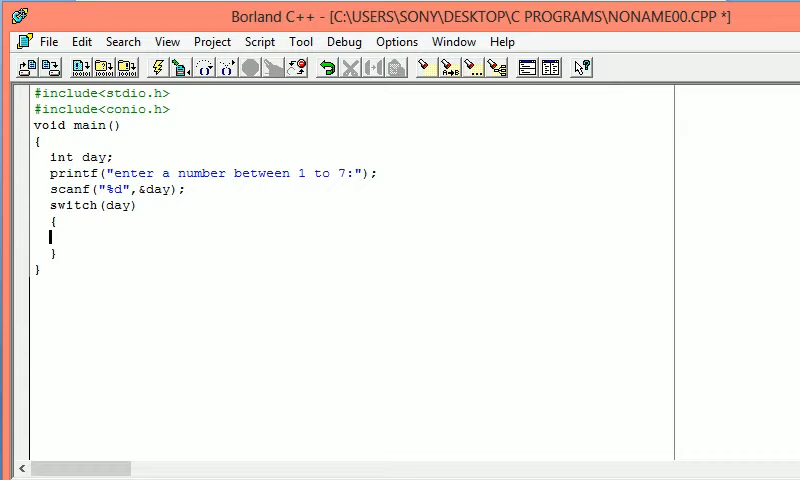 Borland C++ - [C:\USERS\SONY\DESKTOP\C PROGRAMS\NONAME00.CPP *]
File Edit Search View Project Script Tool Debug Options Window Help
#include<stdio.h>
#include<conio.h>
void main()
{
int day;
printf("enter a number between 1 to 7:");
scanf("%d",&day);
switch(day)
{
}
}